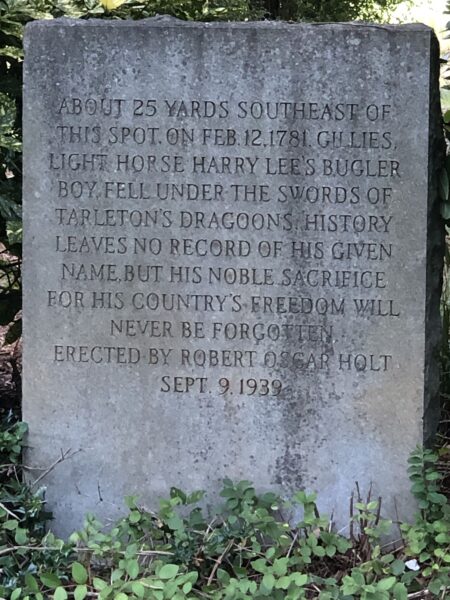 ABOUT 25 YARDS SOUTHEAST OF
THIS SPOT, ON FEB. 12, 1781, GILLIES,
LIGHT HORSE HARRY LEE'S BUGLER
BOY, FELL UNDER THE SWORDS OF
TARLETON'S DRAGOONS. HISTORY
LEAVES NO RECORD OF HIS GIVEN
NAME, BUT HIS NOBLE SACRIFICE
FOR HIS COUNTRY'S FREEDOM WILL
NEVER BE FORGOTTEN.
ERECTED BY ROBERT OSCAR HOLT
SEPT. 9, 1939